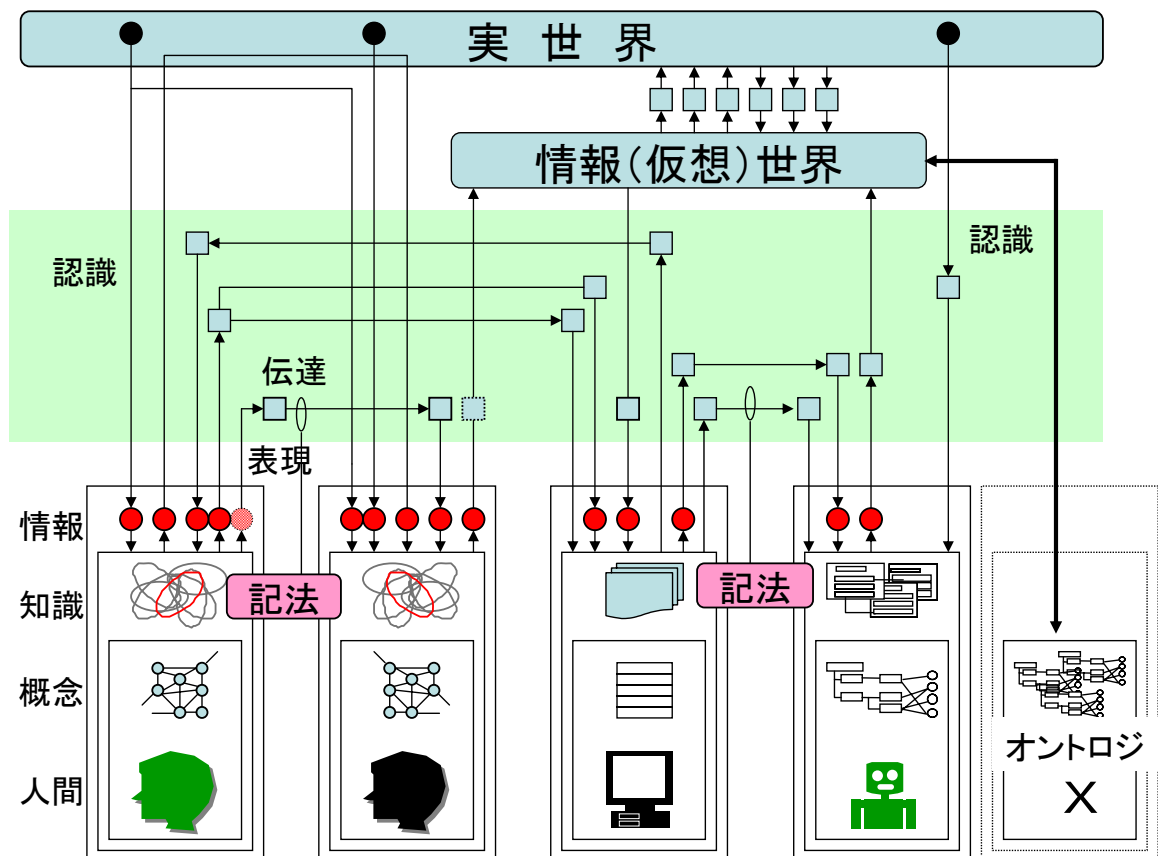 実 世 界
情報(仮想)世界
認識
認識
伝達
表現
情報
記法
記法
知識
概念
オントロジ
人間
X